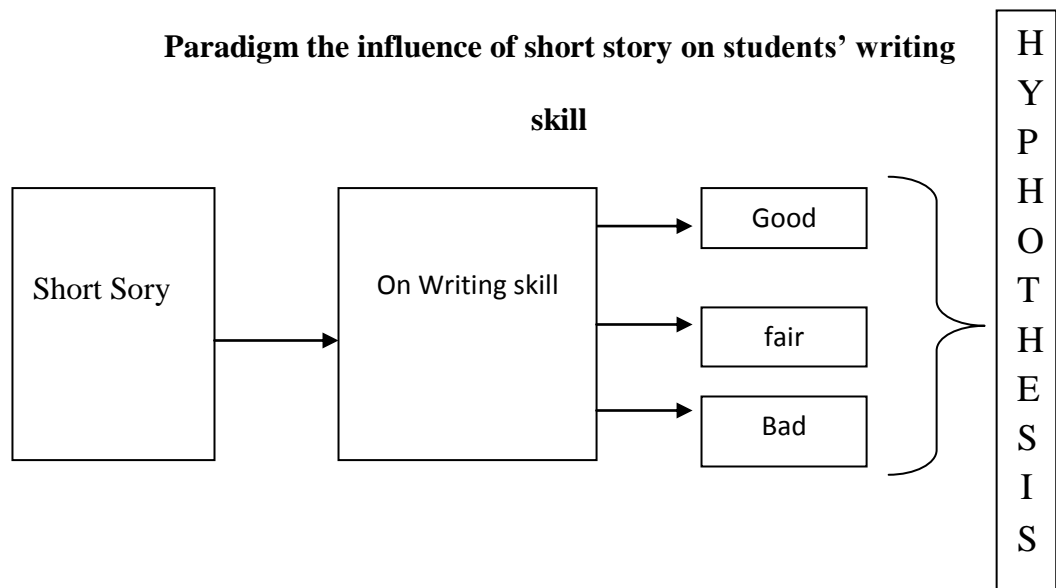 Paradigm the influence of short story on students’ writing
skill
Short Sory
On Writing skill
Good
fair
Bad
H
Y
P
H
O
T
H
E
S
I
S